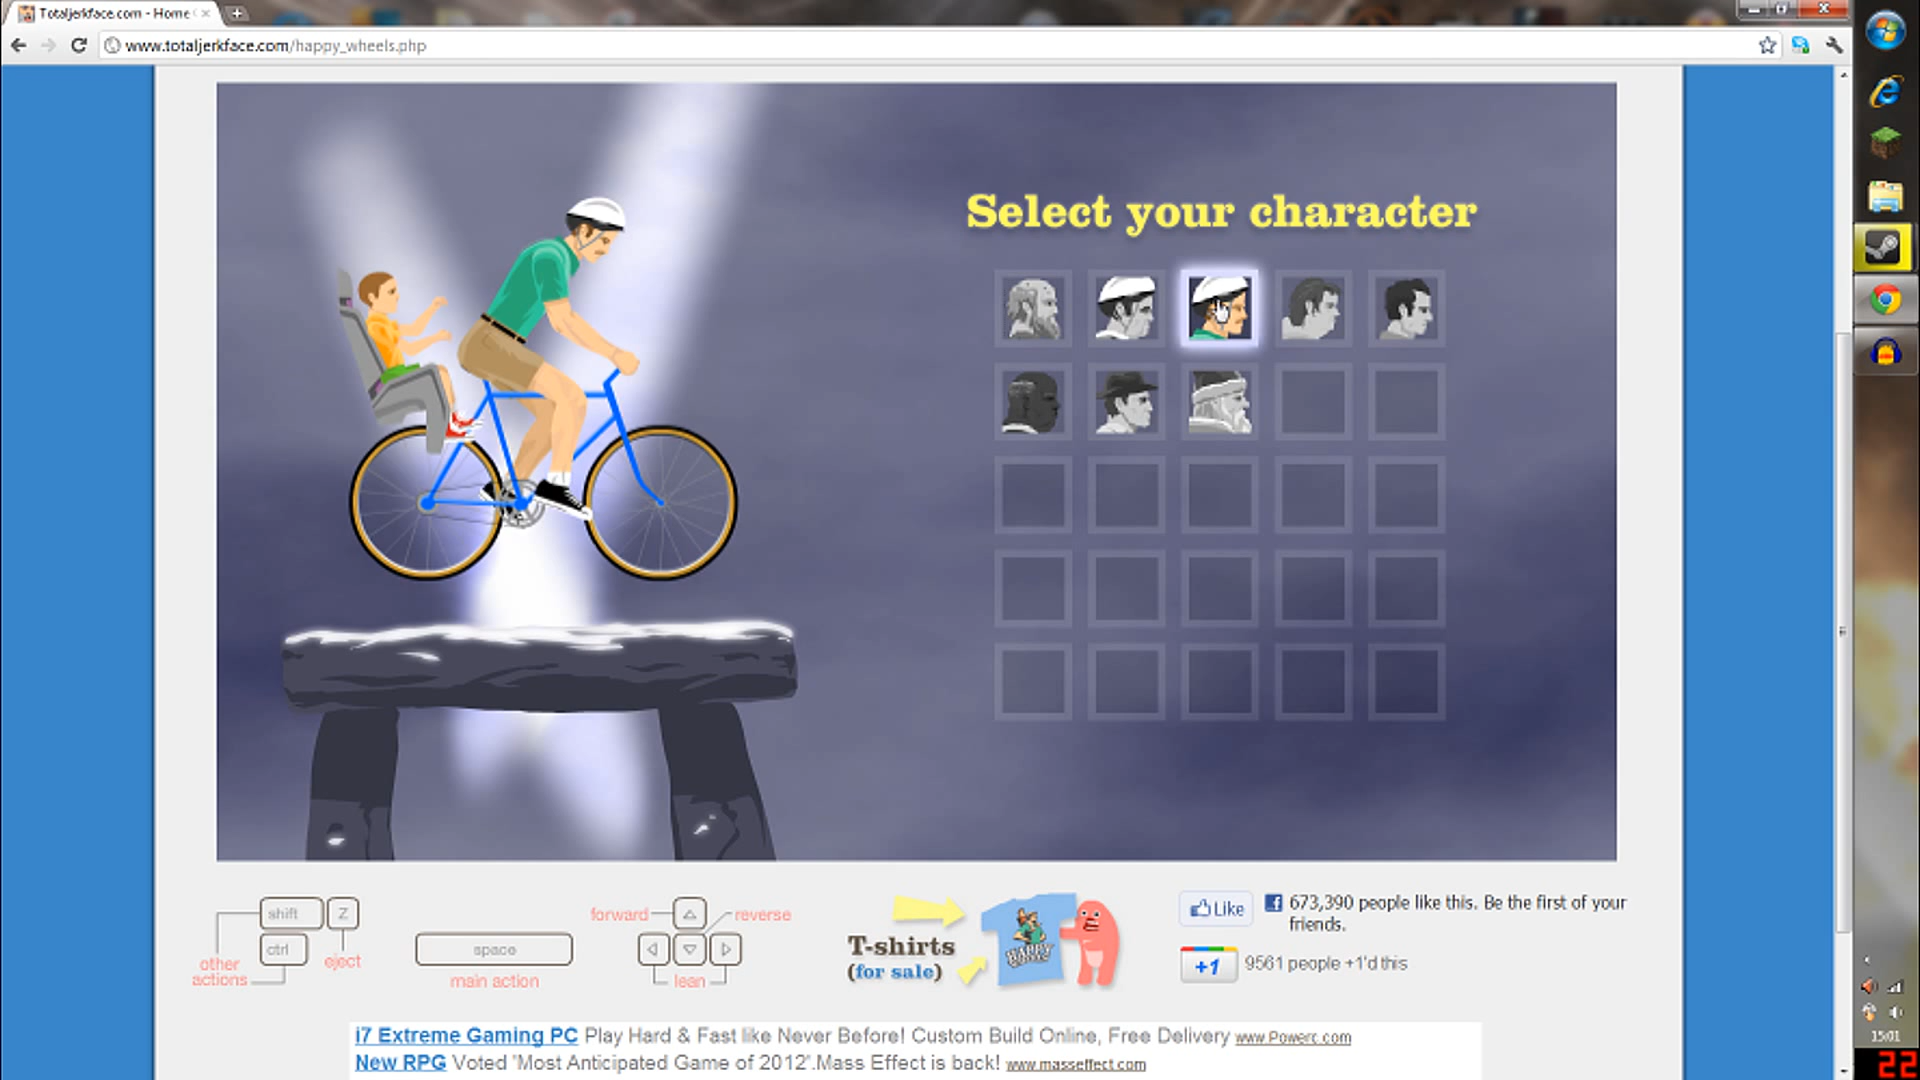 Totaljerkface.com - Home
www.totaljerkface.com/happy_wheels.php
Select your character
shift
Z
ctrl
other
actions
eject
space
main action
forward
reverse
lean
T-shirts
(for sale)
HAPPY
WHEELS
Like
673,390 people like this. Be the first of your
friends.
+1
9561 people +1'd this
i7 Extreme Gaming PC Play Hard & Fast like Never Before! Custom Build Online, Free Delivery www.Powerc.com
New RPG Voted 'Most Anticipated Game of 2012'.Mass Effect is back! www.masseffect.com
15:01
22